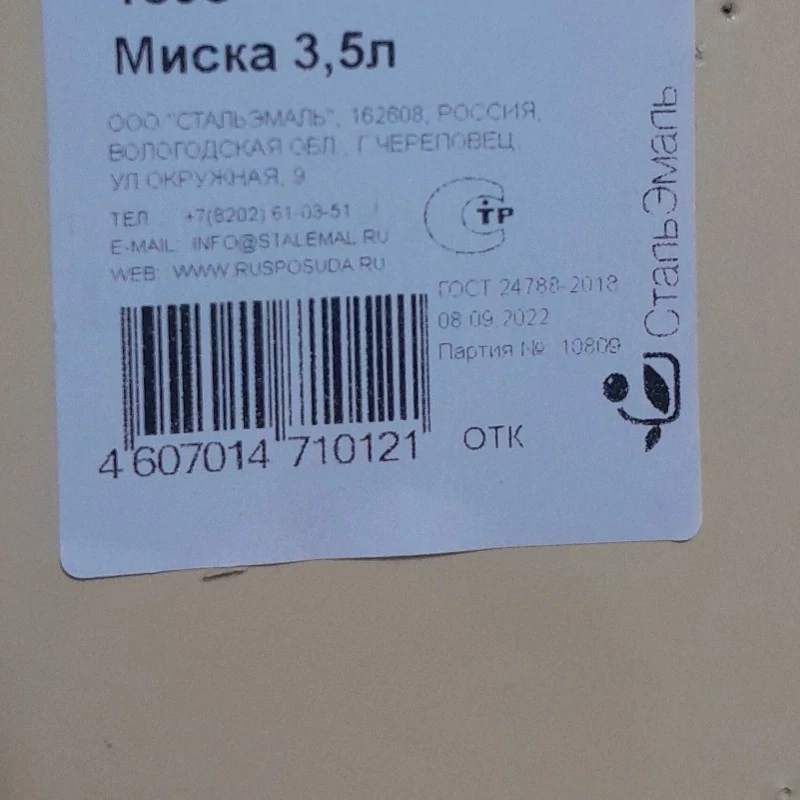 Миска 3,5л
ООО "СТАЛЬЭМАЛЬ", 162608, РОССИЯ,
ВОЛОГОДСКАЯ ОБЛ., Г.ЧЕРЕПОВЕЦ,
УЛ.ОКРУЖНАЯ, 9
ТЕЛ.: +7(8202) 61-03-51
E-MAIL: INFO@STALEMAL.RU
WEB: WWW.RUSPOSUDA.RU
ТР
ГОСТ 24788-2018
08.09.2022
Партия № 10809
4 607014 710121
ОТК
СтальЭмаль